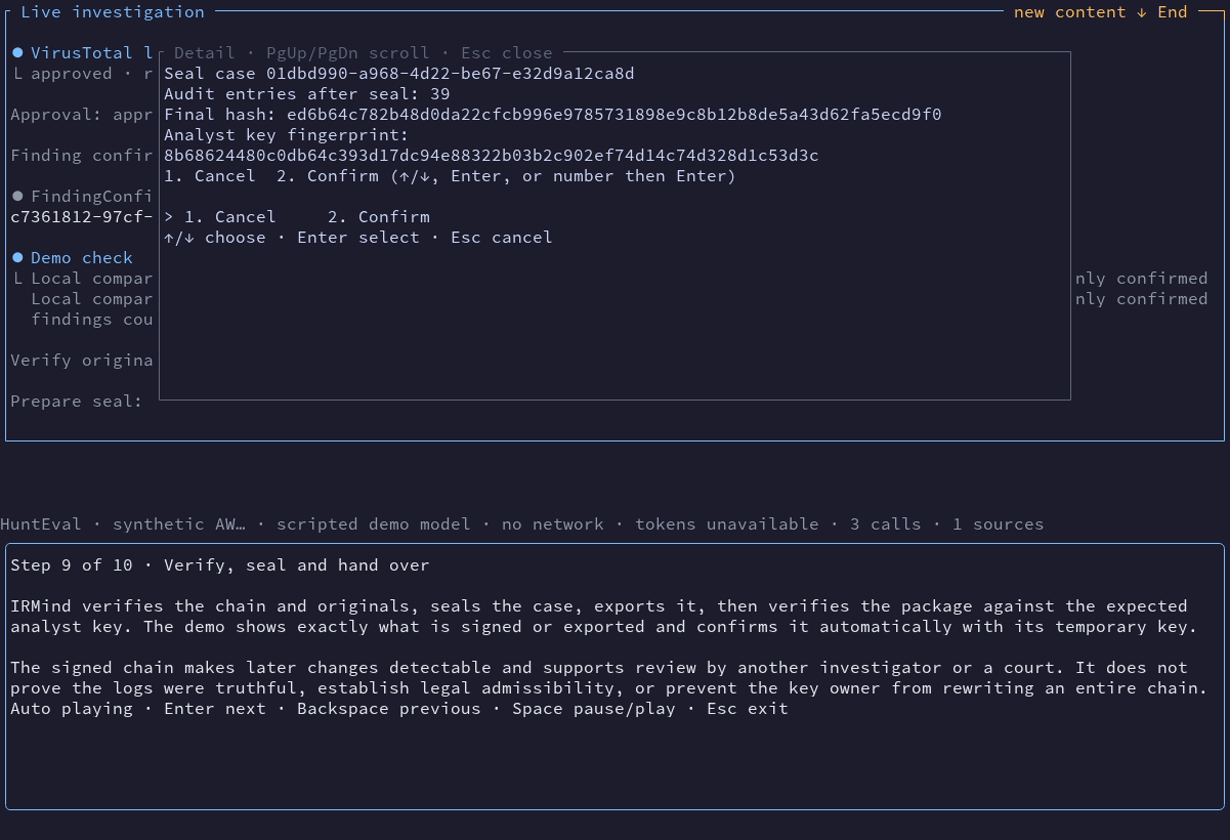 Live investigation
new content ↓ End
● VirusTotal l
Detail · PgUp/PgDn scroll · Esc close
L approved · r
Seal case 01dbd990-a968-4d22-be67-e32d9a12ca8d
Audit entries after seal: 39
Approval: appr
Final hash: ed6b64c782b48d0da22cfcb996e9785731898e9c8b12b8de5a43d62fa5ecd9f0
Analyst key fingerprint:
Finding confir
8b68624480c0db64c393d17dc94e88322b03b2c902ef74d14c74d328d1c53d3c
1. Cancel  2. Confirm (↑/↓, Enter, or number then Enter)
● FindingConfi
c7361812-97cf-
> 1. Cancel     2. Confirm
↑/↓ choose · Enter select · Esc cancel
● Demo check
L Local compar
nly confirmed
Local compar
nly confirmed
findings cou
Verify origina
Prepare seal:
HuntEval · synthetic AW… · scripted demo model · no network · tokens unavailable · 3 calls · 1 sources
Step 9 of 10 · Verify, seal and hand over
IRMind verifies the chain and originals, seals the case, exports it, then verifies the package against the expected
analyst key. The demo shows exactly what is signed or exported and confirms it automatically with its temporary key.
The signed chain makes later changes detectable and supports review by another investigator or a court. It does not
prove the logs were truthful, establish legal admissibility, or prevent the key owner from rewriting an entire chain.
Auto playing · Enter next · Backspace previous · Space pause/play · Esc exit